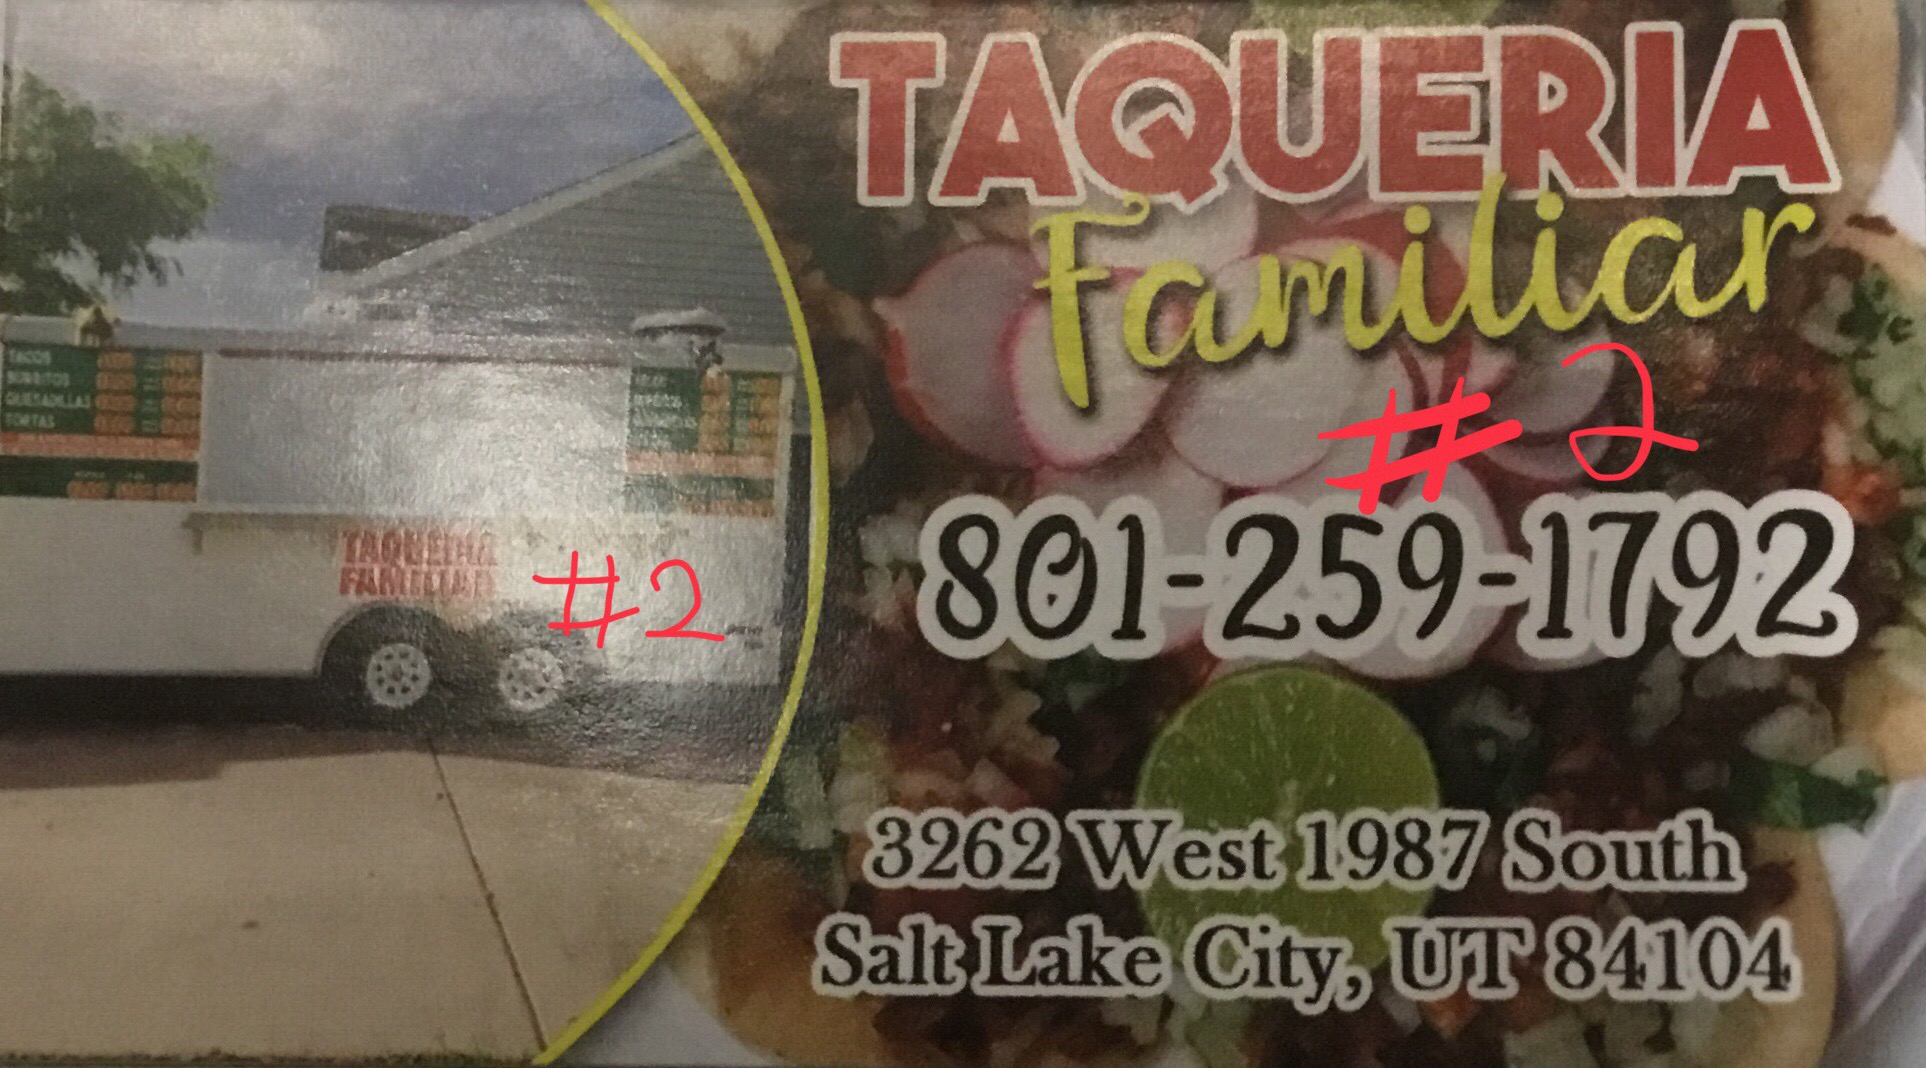 TAQUERIA
Familiar
#2
801-259-1792
3262 West 1987 South
Salt Lake City, UT 84104
TACOS
BURRITOS
QUESADILLAS
TORTAS
TAQUERIA
FAMILIAR
#2